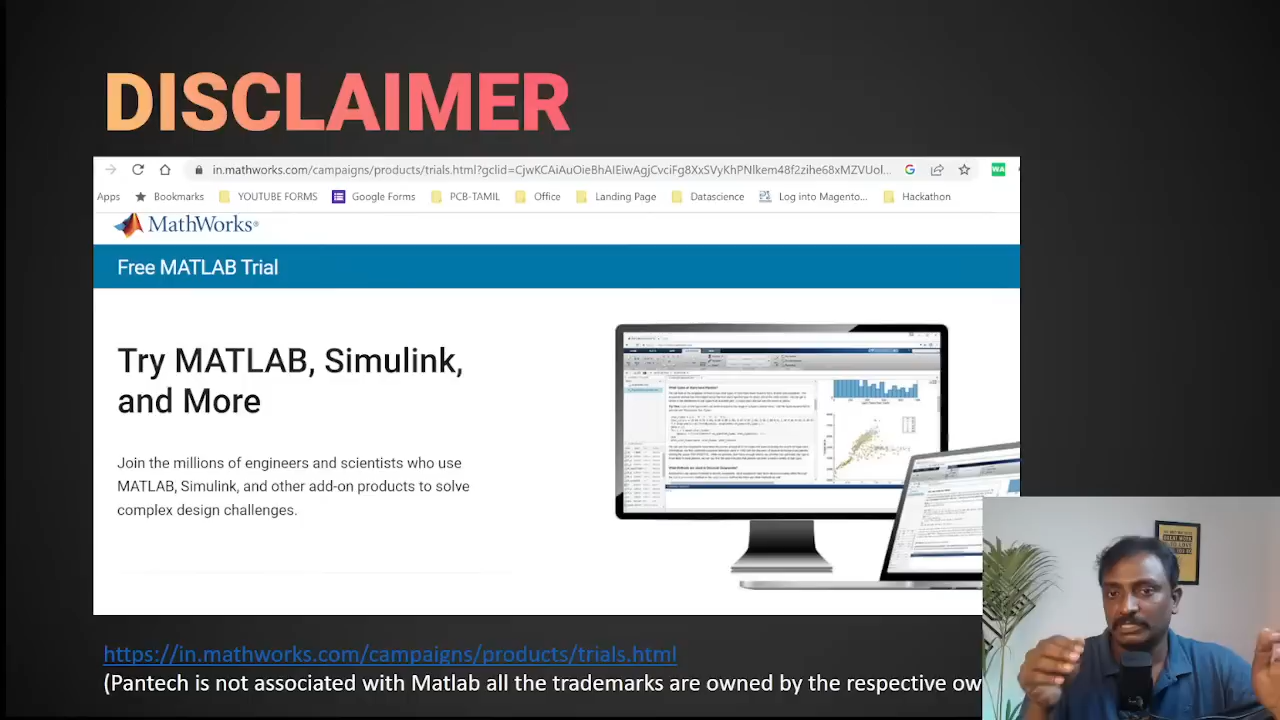 DISCLAIMER
in.mathworks.com/campaigns/products/trials.html?gclid=CjwKCAiAuOieBhAIEiwAgjCvciFg8XxSVyKhPNlkem48f2zihe68xMZVUol...
WA
Apps Bookmarks YOUTUBE FORMS Google Forms PCB-TAMIL Office Landing Page Datascience Log into Magento... Hackathon
MathWorks®
Free MATLAB Trial
Try MATLAB, Simulink,
and More
Join the millions of engineers and scientists who use
MATLAB, Simulink, and other add-on products to solve
complex design challenges.
https://in.mathworks.com/campaigns/products/trials.html
(Pantech is not associated with Matlab all the trademarks are owned by the respective ow